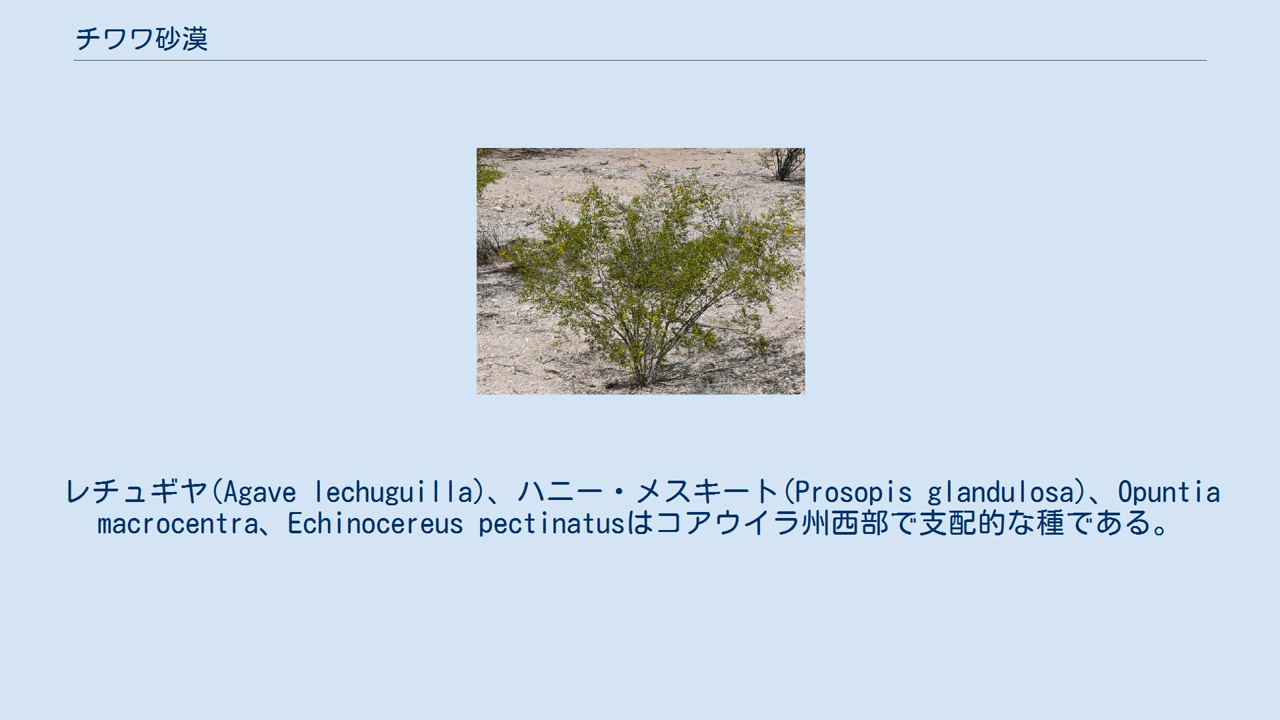 チワワ砂漠
レチュギヤ(Agave lechuguilla)、ハニー・メスキート(Prosopis glandulosa)、Opuntia
macrocentra、Echinocereus pectinatusはコアウイラ州西部で支配的な種である。